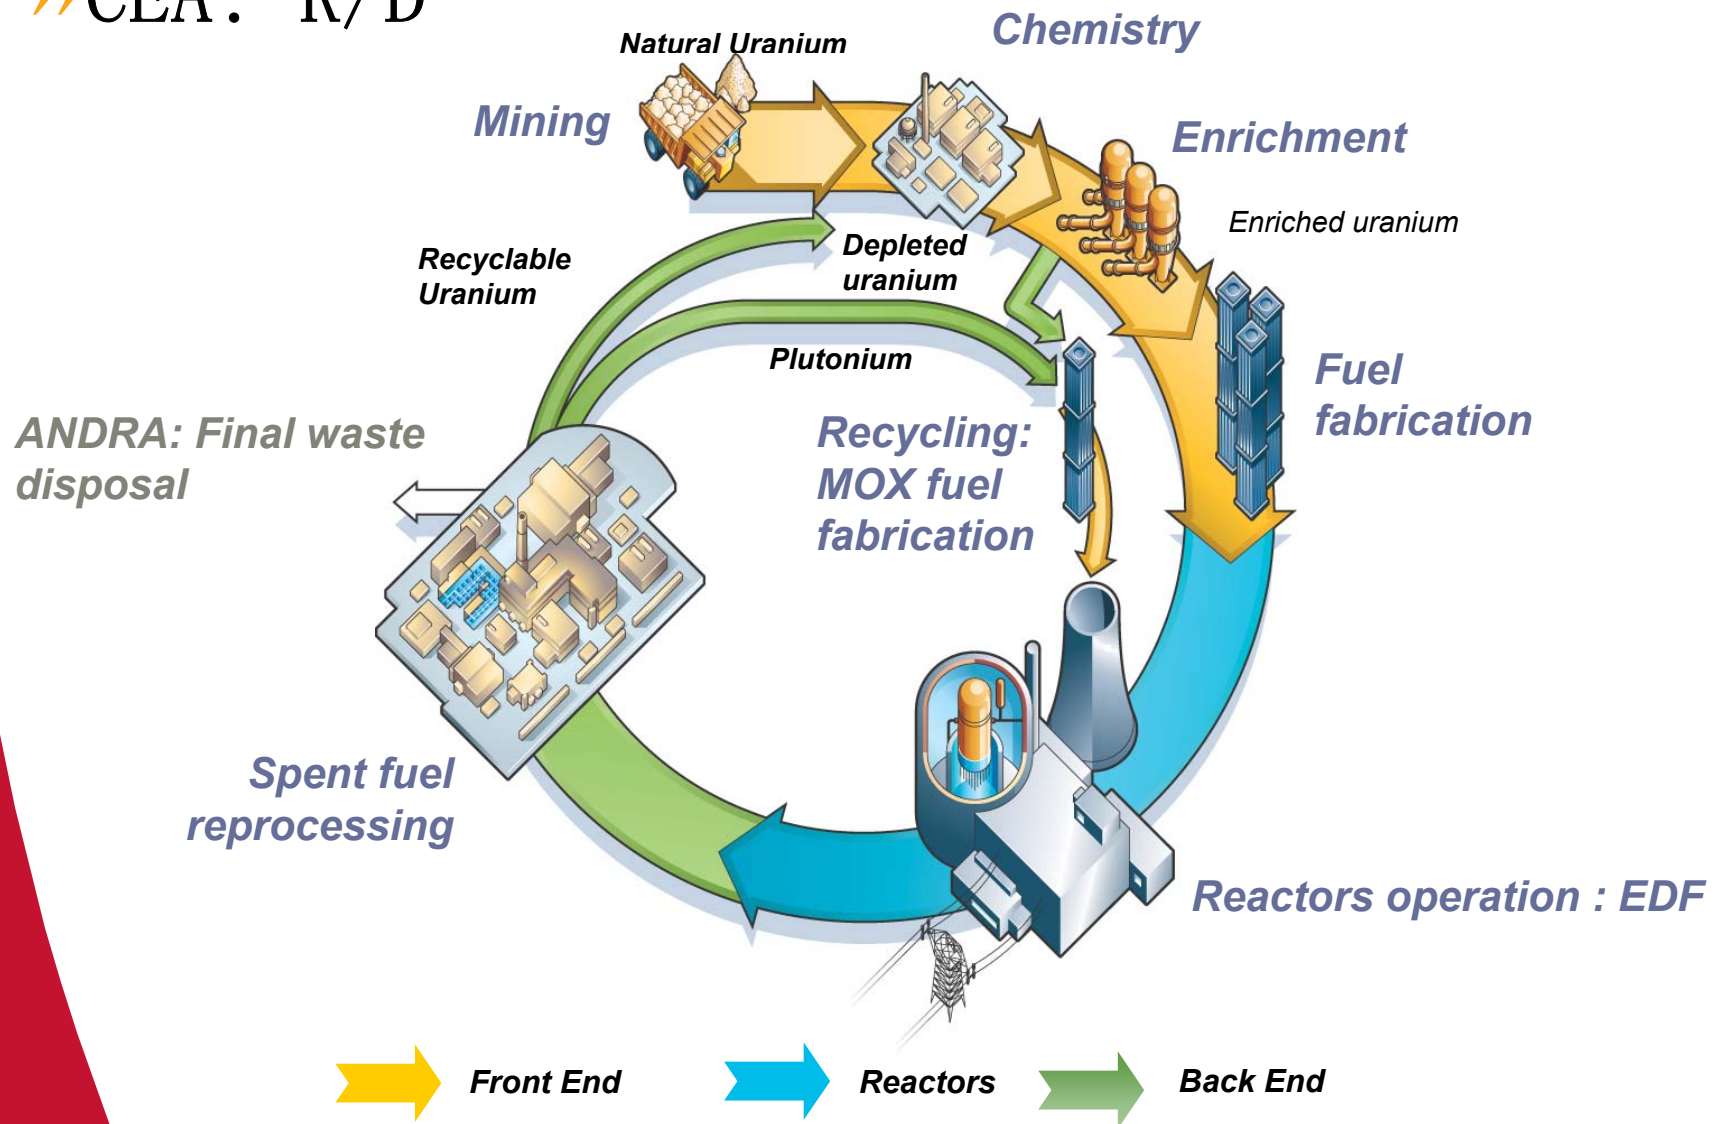 »CEA: R/D
Natural Uranium
Chemistry
Mining
Enrichment
Enriched uranium
Recyclable
Uranium
Depleted
uranium
Plutonium
Fuel
fabrication
ANDRA: Final waste
disposal
Recycling:
MOX fuel
fabrication
Spent fuel
reprocessing
Reactors operation : EDF
Front End
Reactors
Back End